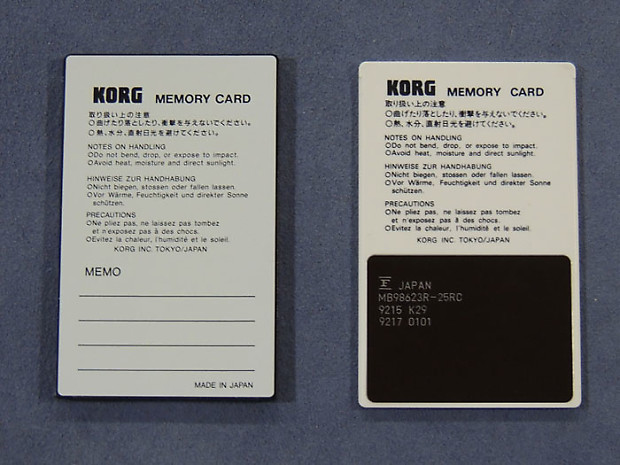 KORG MEMORY CARD
取り扱い上の注意
○曲げたり落としたり、衝撃を与えないでください。
○熱、水分、直射日光を避けてください。
NOTES ON HANDLING
○Do not bend, drop, or expose to impact.
○Avoid heat, moisture and direct sunlight.
HINWEISE ZUR HANDHABUNG
○Nicht biegen, stossen oder fallen lassen.
○Vor Wärme, Feuchtigkeit und direkter Sonne
schützen.
PRECAUTIONS
○Ne pliez pas, ne laissez pas tombez
et n'exposez pas à des chocs.
○Evitez la chaleur, l'humidité et le soleil.
KORG INC. TOKYO/JAPAN
MEMO
MADE IN JAPAN
KORG MEMORY CARD
取り扱い上の注意
○曲げたり落としたり、衝撃を与えないでください。
○熱、水分、直射日光を避けてください。
NOTES ON HANDLING
○Do not bend, drop, or expose to impact.
○Avoid heat, moisture and direct sunlight.
HINWEISE ZUR HANDHABUNG
○Nicht biegen, stossen oder fallen lassen.
○Vor Wärme, Feuchtigkeit und direkter Sonne
schützen.
PRECAUTIONS
○Ne pliez pas, ne laissez pas tombez
et n'exposez pas à des chocs.
○Evitez la chaleur, l'humidité et le soleil.
KORG INC. TOKYO/JAPAN
F JAPAN
MB98623R-25RC
9215 K29
9217 0101